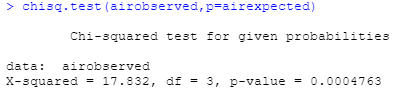 > chisq.test(airobserved,p=airexpected)
Chi-squared test for given probabilities
data:  airobserved
X-squared = 17.832, df = 3, p-value = 0.0004763